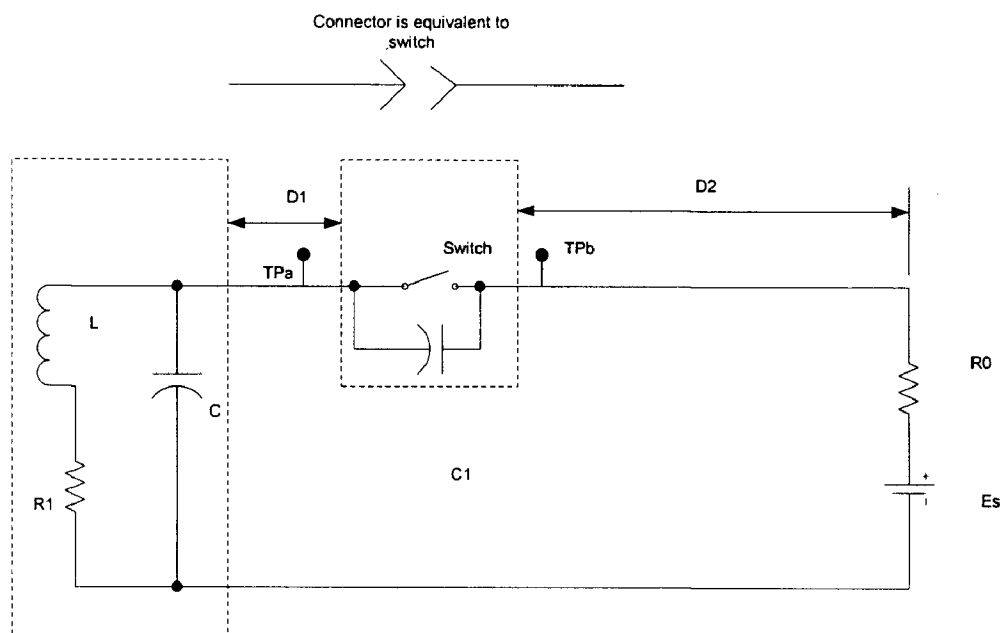 Connector is equivalent to
switch
D1
D2
TPa
Switch
TPb
L
C
R0
C1
R1
Es